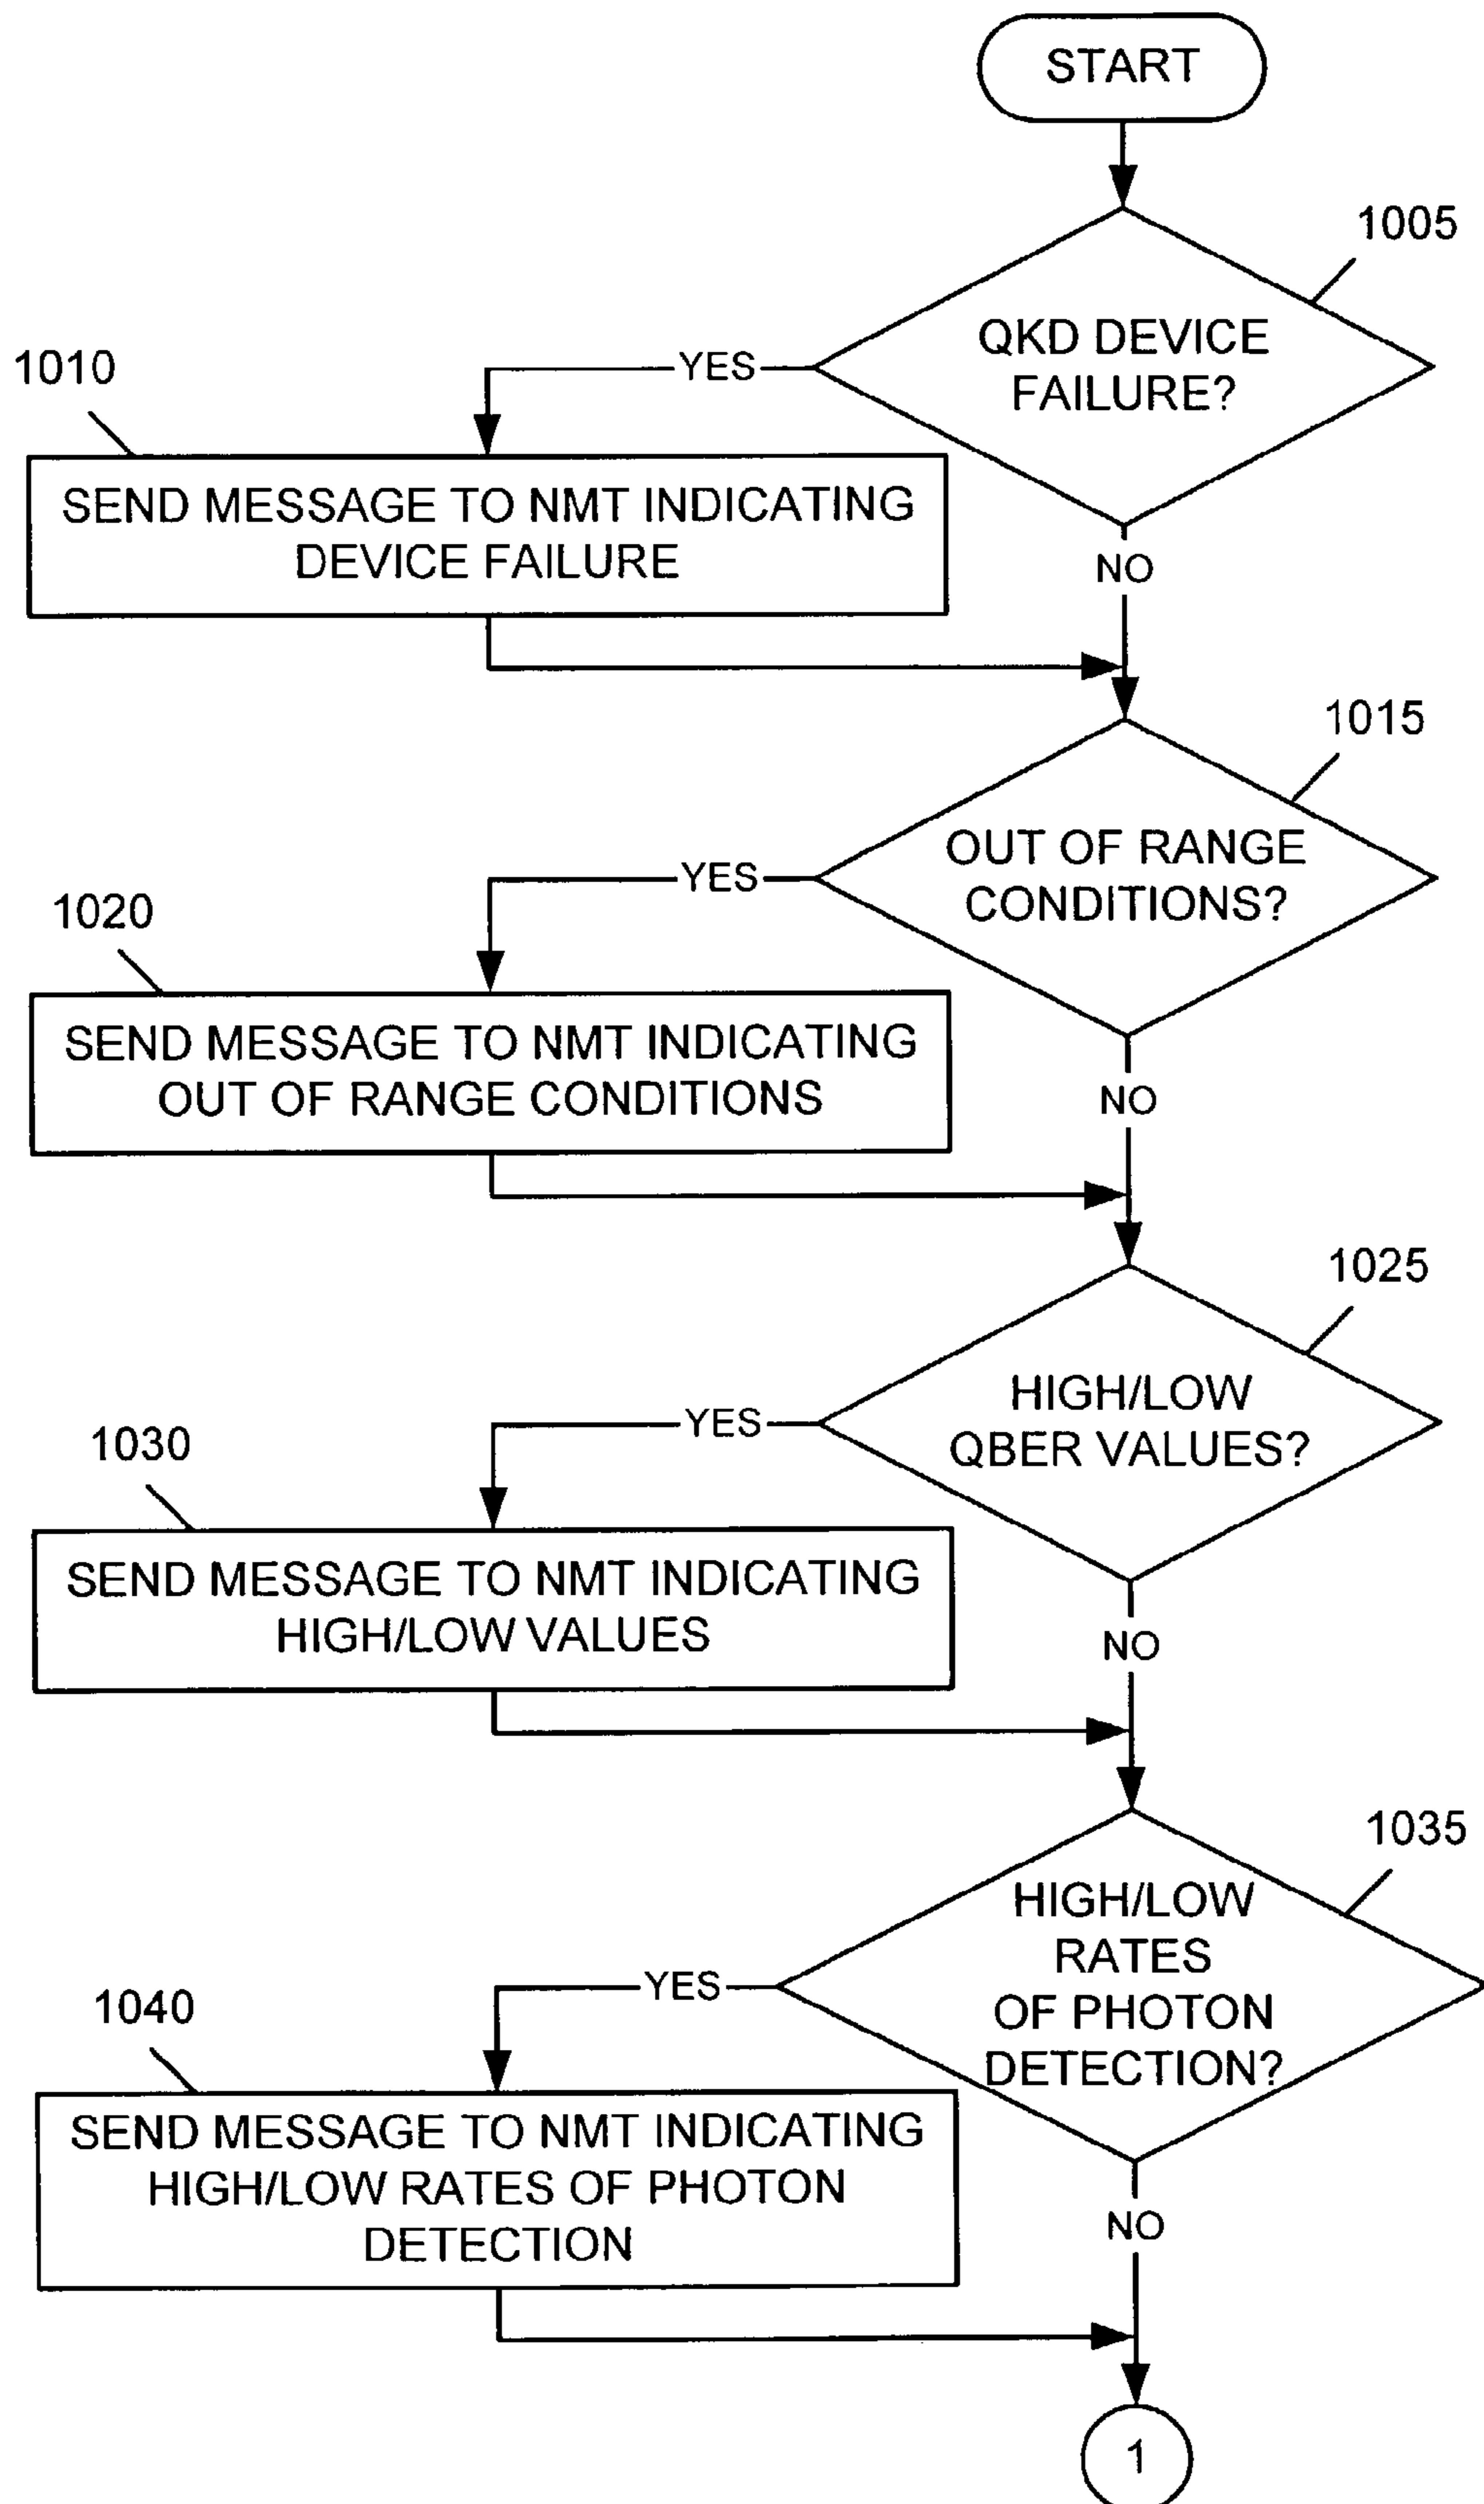 START
1005
QKD DEVICE
FAILURE?
YES
1010
SEND MESSAGE TO NMT INDICATING
DEVICE FAILURE
NO
1015
OUT OF RANGE
CONDITIONS?
YES
1020
SEND MESSAGE TO NMT INDICATING
OUT OF RANGE CONDITIONS
NO
1025
HIGH/LOW
QBER VALUES?
YES
1030
SEND MESSAGE TO NMT INDICATING
HIGH/LOW VALUES
NO
1035
HIGH/LOW
RATES
OF PHOTON
DETECTION?
YES
1040
SEND MESSAGE TO NMT INDICATING
HIGH/LOW RATES OF PHOTON
DETECTION
NO
1